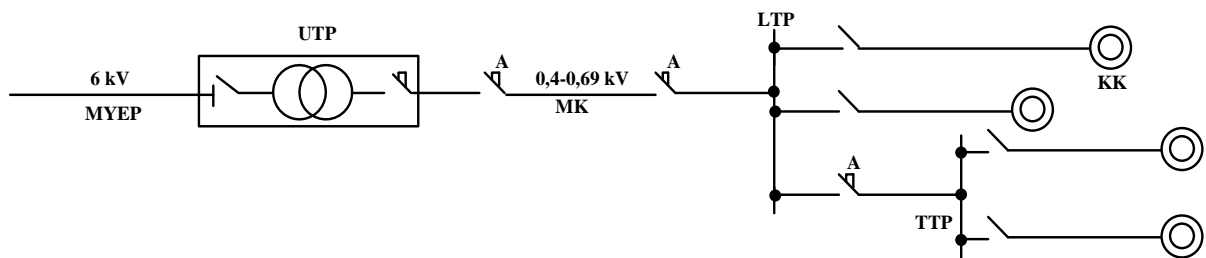 UTP
6 kV
MYEP
A
0,4-0,69 kV
MK
A
LTP
KK
A
TTP